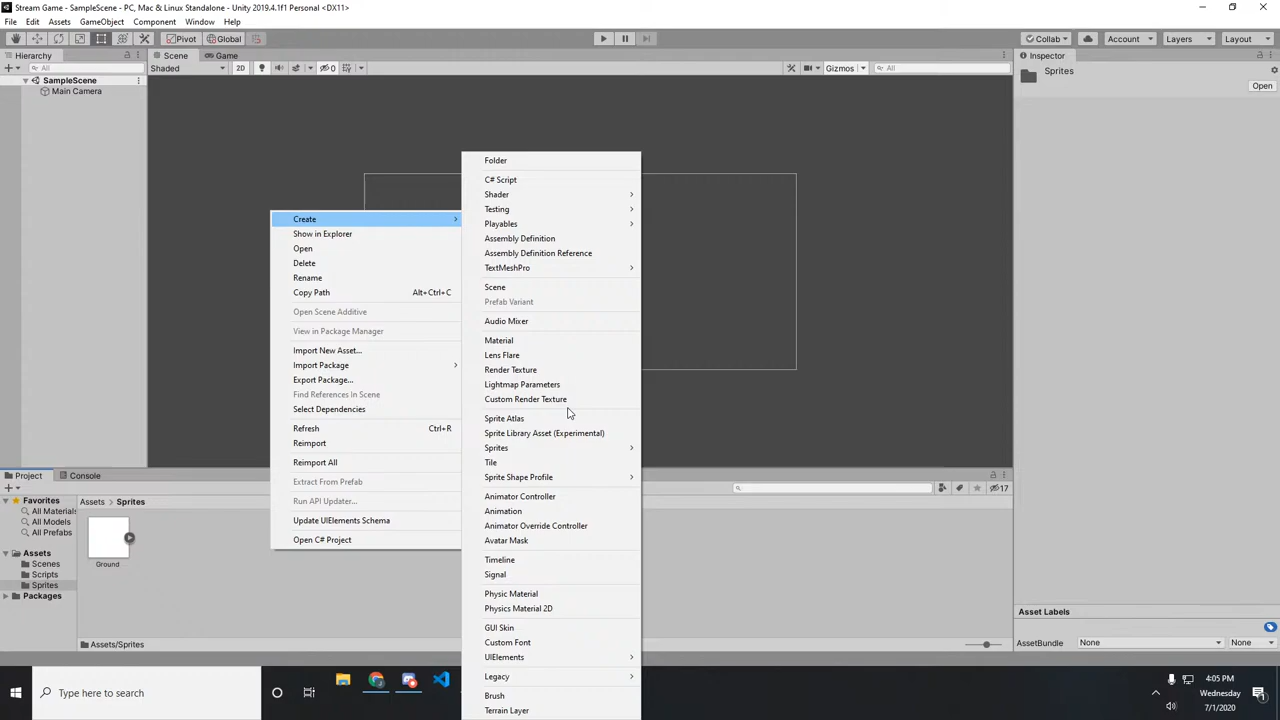 Stream Game - SampleScene - PC, Mac & Linux Standalone - Unity 2019.4.1f1 Personal <DX11>
File Edit Assets GameObject Component Window Help
Pivot Global Collab Account Layers Layout
Hierarchy
All
SampleScene
Main Camera
Scene Game
Shaded 2D 0 Gizmos All
Inspector
Sprites
Open
Create
Show in Explorer
Open
Delete
Rename
Copy Path Alt+Ctrl+C
Open Scene Additive
View in Package Manager
Import New Asset...
Import Package
Export Package...
Find References In Scene
Select Dependencies
Refresh Ctrl+R
Reimport
Reimport All
Extract From Prefab
Run API Updater...
Update UIElements Schema
Open C# Project
Folder
C# Script
Shader
Testing
Playables
Assembly Definition
Assembly Definition Reference
TextMeshPro
Scene
Prefab Variant
Audio Mixer
Material
Lens Flare
Render Texture
Lightmap Parameters
Custom Render Texture
Sprite Atlas
Sprite Library Asset (Experimental)
Sprites
Tile
Sprite Shape Profile
Animator Controller
Animation
Animator Override Controller
Avatar Mask
Timeline
Signal
Physic Material
Physics Material 2D
GUI Skin
Custom Font
UIElements
Legacy
Brush
Terrain Layer
Project Console
17
Favorites
All Materials
All Models
All Prefabs
Assets
Scenes
Scripts
Sprites
Packages
Assets > Sprites
Ground
Assets/Sprites
Asset Labels
AssetBundle None None
Type here to search
4:05 PM
Wednesday
7/1/2020
1